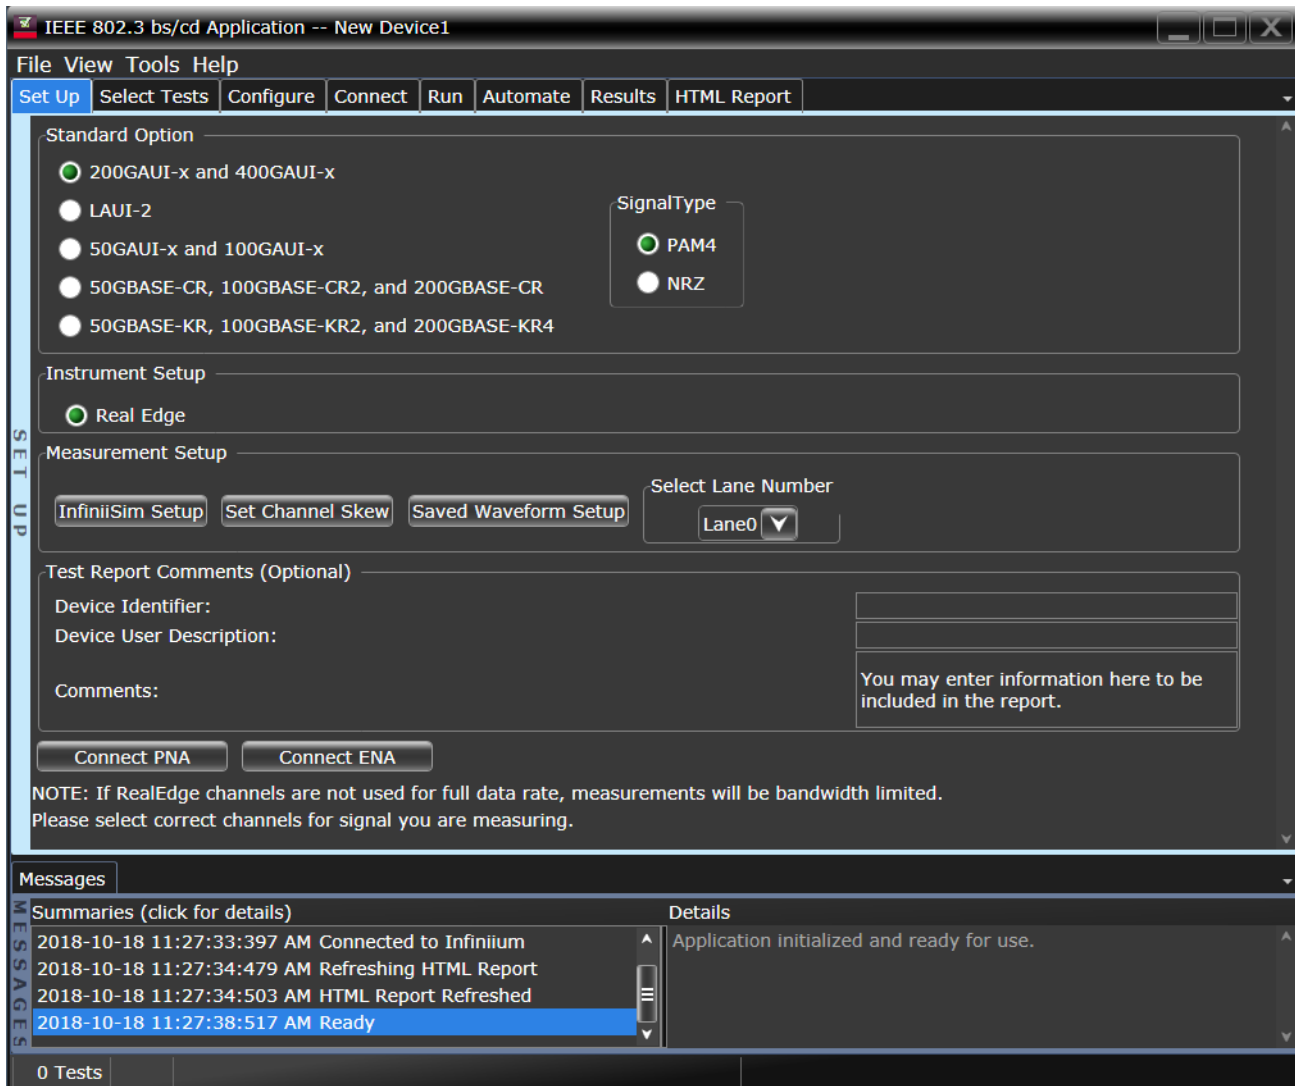 IEEE 802.3 bs/cd Application -- New Device1
File View Tools Help
Set Up Select Tests Configure Connect Run Automate Results HTML Report
SET UP
Standard Option
200GAUI-x and 400GAUI-x
LAUI-2
50GAUI-x and 100GAUI-x
50GBASE-CR, 100GBASE-CR2, and 200GBASE-CR
50GBASE-KR, 100GBASE-KR2, and 200GBASE-KR4
SignalType
PAM4
NRZ
Instrument Setup
Real Edge
Measurement Setup
InfiniiSim Setup Set Channel Skew Saved Waveform Setup
Select Lane Number
Lane0
Test Report Comments (Optional)
Device Identifier:
Device User Description:
Comments:
You may enter information here to be
included in the report.
Connect PNA Connect ENA
NOTE: If RealEdge channels are not used for full data rate, measurements will be bandwidth limited.
Please select correct channels for signal you are measuring.
Messages
MESSAGES
Summaries (click for details)
2018-10-18 11:27:33:397 AM Connected to Infiniium
2018-10-18 11:27:34:479 AM Refreshing HTML Report
2018-10-18 11:27:34:503 AM HTML Report Refreshed
2018-10-18 11:27:38:517 AM Ready
Details
Application initialized and ready for use.
0 Tests